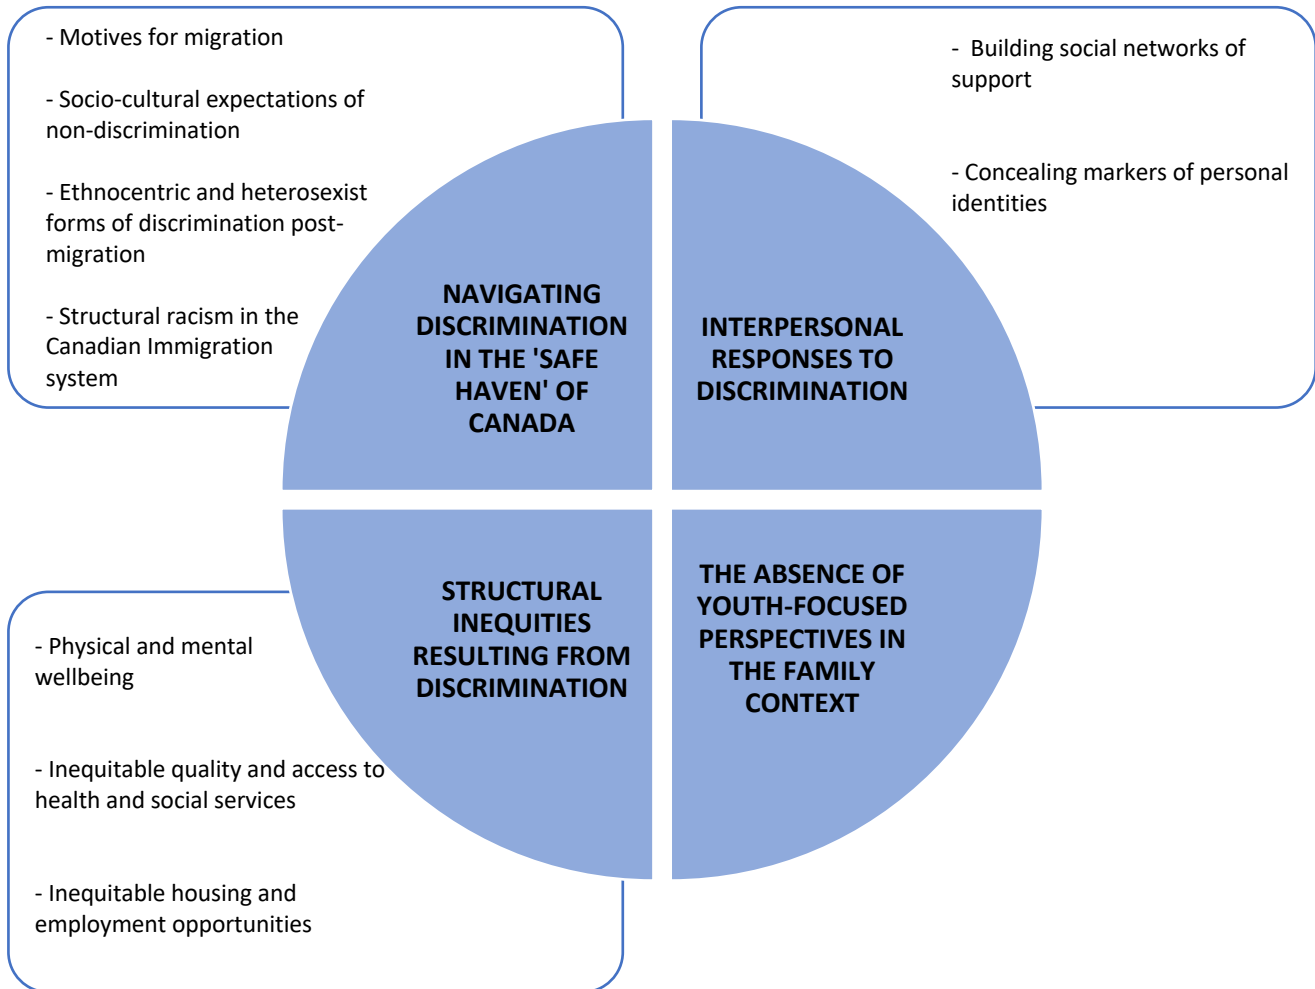 - Motives for migration
- Socio-cultural expectations of
non-discrimination
- Ethnocentric and heterosexist
forms of discrimination post-
migration
- Structural racism in the
Canadian Immigration
system
NAVIGATING
DISCRIMINATION
IN THE 'SAFE
HAVEN' OF
CANADA
- Building social networks of
support
- Concealing markers of personal
identities
INTERPERSONAL
RESPONSES TO
DISCRIMINATION
- Physical and mental
wellbeing
- Inequitable quality and access to
health and social services
- Inequitable housing and
employment opportunities
STRUCTURAL
INEQUITIES
RESULTING FROM
DISCRIMINATION
THE ABSENCE OF
YOUTH-FOCUSED
PERSPECTIVES IN
THE FAMILY
CONTEXT